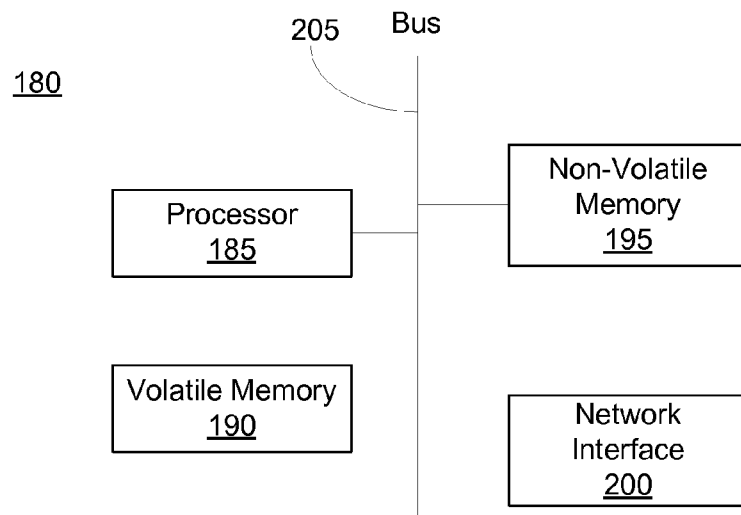 205
Bus
180
Non-Volatile
Memory
195
Processor
185
Volatile Memory
190
Network
Interface
200